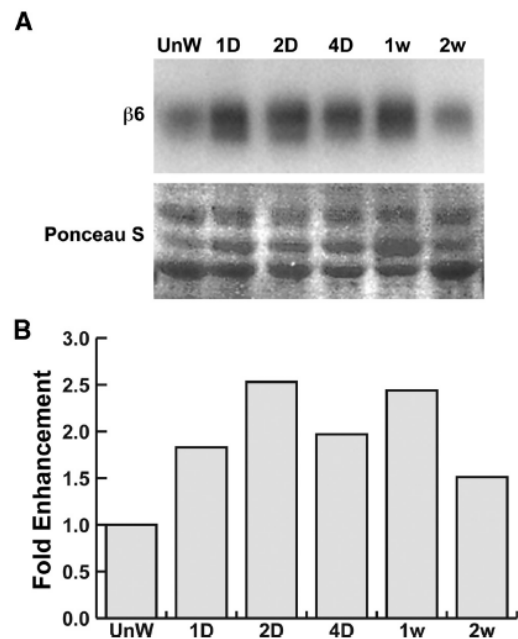 A
UnW 1D 2D 4D 1w 2w
β6
Ponceau S
B
Fold Enhancement
3.0
2.5
2.0
1.5
1.0
0.5
0.0
UnW 1D 2D 4D 1w 2w